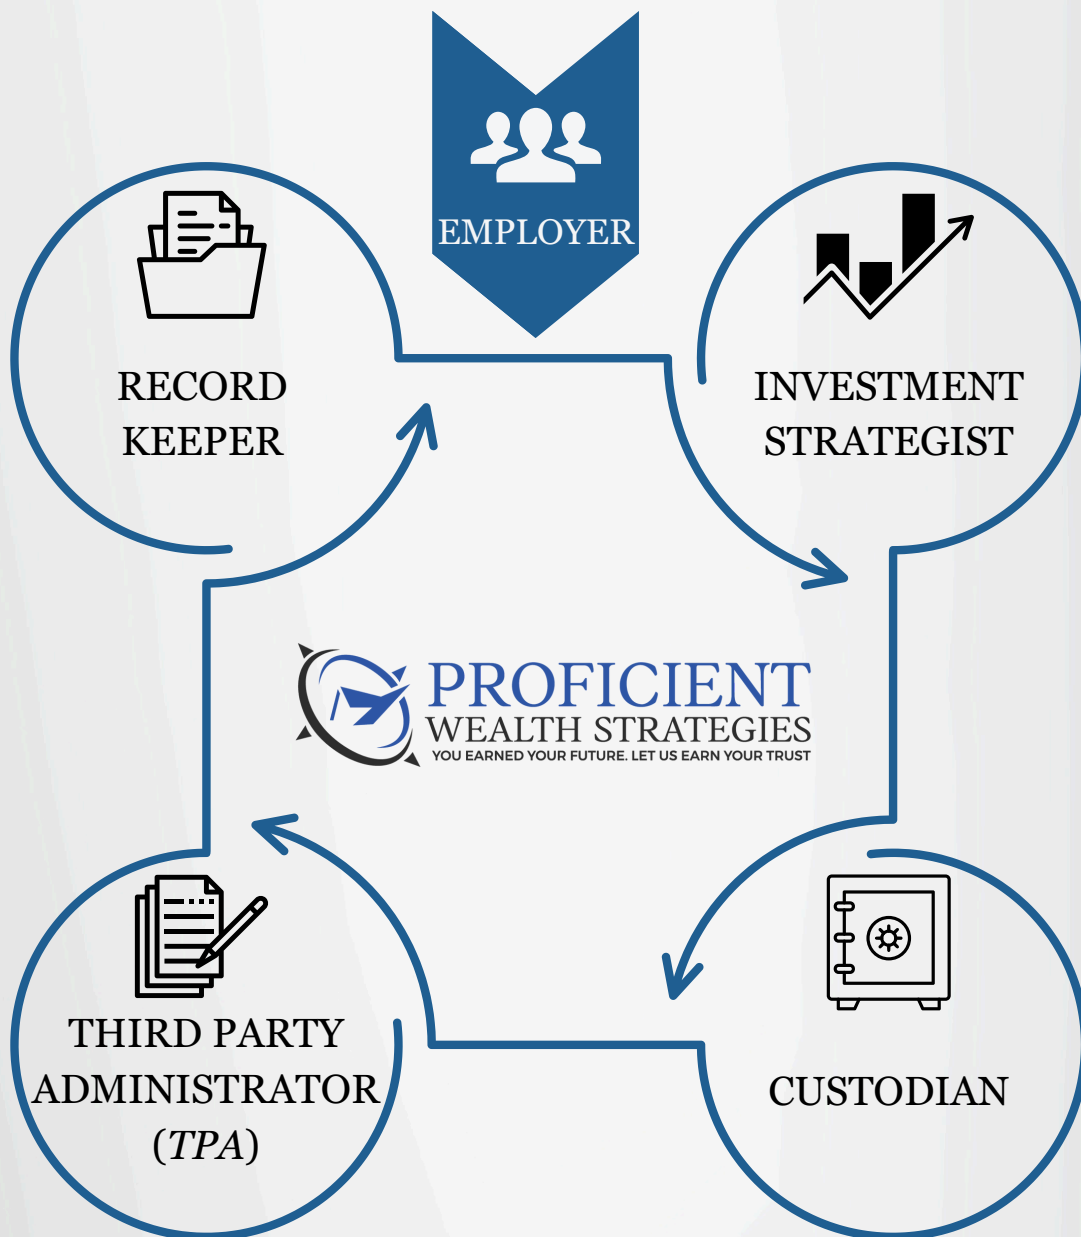 EMPLOYER
RECORD
KEEPER
INVESTMENT
STRATEGIST
PROFICIENT
WEALTH STRATEGIES
YOU EARNED YOUR FUTURE. LET US EARN YOUR TRUST
THIRD PARTY
ADMINISTRATOR
(TPA)
CUSTODIAN